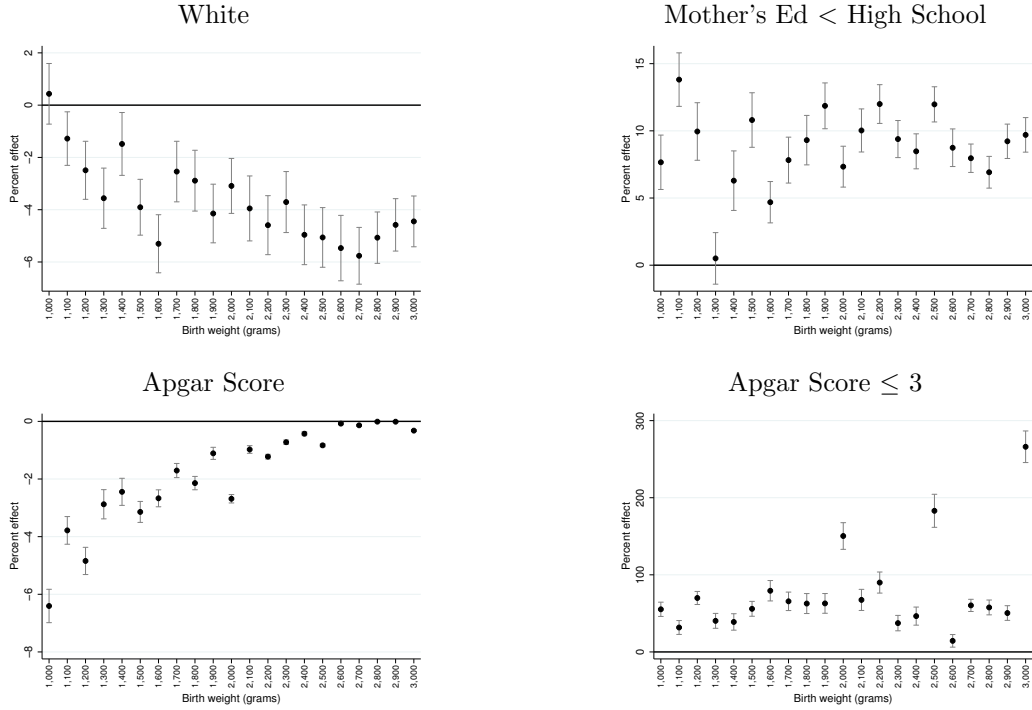 White
Percent effect
2
0
-2
-4
-6
1,000 1,100 1,200 1,300 1,400 1,500 1,600 1,700 1,800 1,900 2,000 2,100 2,200 2,300 2,400 2,500 2,600 2,700 2,800 2,900 3,000
Birth weight (grams)
Mother's Ed < High School
Percent effect
15
10
5
0
1,000 1,100 1,200 1,300 1,400 1,500 1,600 1,700 1,800 1,900 2,000 2,100 2,200 2,300 2,400 2,500 2,600 2,700 2,800 2,900 3,000
Birth weight (grams)
Apgar Score
Percent effect
0
-2
-4
-6
-8
1,000 1,100 1,200 1,300 1,400 1,500 1,600 1,700 1,800 1,900 2,000 2,100 2,200 2,300 2,400 2,500 2,600 2,700 2,800 2,900 3,000
Birth weight (grams)
Apgar Score ≤ 3
Percent effect
300
200
100
0
1,000 1,100 1,200 1,300 1,400 1,500 1,600 1,700 1,800 1,900 2,000 2,100 2,200 2,300 2,400 2,500 2,600 2,700 2,800 2,900 3,000
Birth weight (grams)